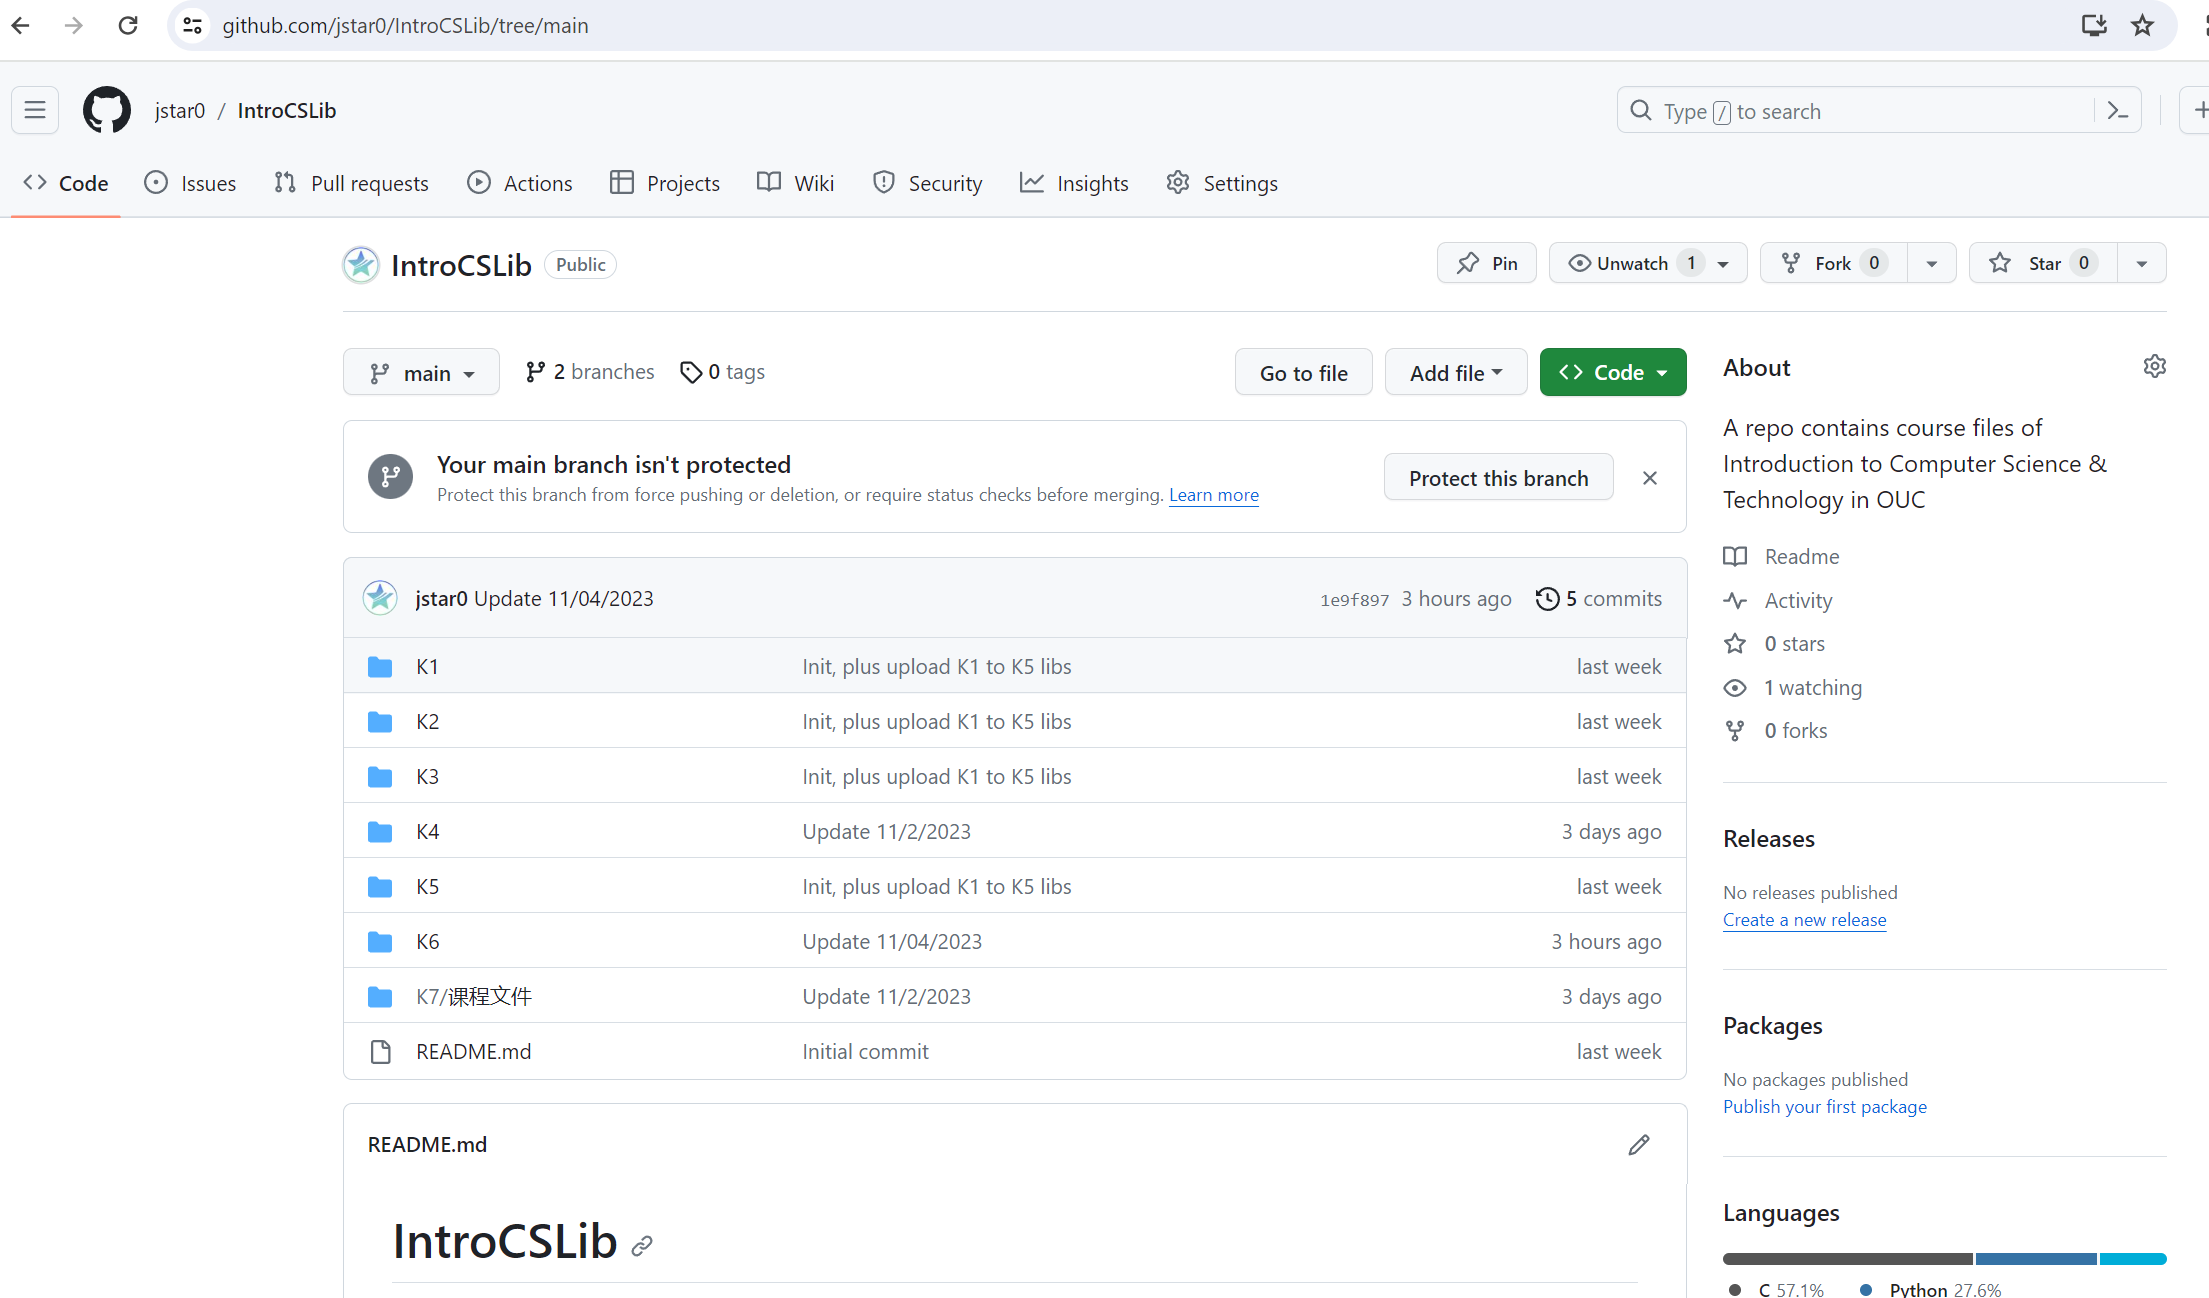 github.com/jstar0/IntroCSLib/tree/main
jstar0 / IntroCSLib
Type / to search
Code Issues Pull requests Actions Projects Wiki Security Insights Settings
IntroCSLib Public
Pin Unwatch 1 Fork 0 Star 0
main 2 branches 0 tags
Go to file Add file Code
Your main branch isn't protected
Protect this branch from force pushing or deletion, or require status checks before merging. Learn more
Protect this branch
jstar0 Update 11/04/2023 1e9f897 3 hours ago 5 commits
K1 Init, plus upload K1 to K5 libs last week
K2 Init, plus upload K1 to K5 libs last week
K3 Init, plus upload K1 to K5 libs last week
K4 Update 11/2/2023 3 days ago
K5 Init, plus upload K1 to K5 libs last week
K6 Update 11/04/2023 3 hours ago
K7/课程文件 Update 11/2/2023 3 days ago
README.md Initial commit last week
README.md
IntroCSLib
About
A repo contains course files of
Introduction to Computer Science &
Technology in OUC
Readme
Activity
0 stars
1 watching
0 forks
Releases
No releases published
Create a new release
Packages
No packages published
Publish your first package
Languages
C 57.1% Python 27.6%